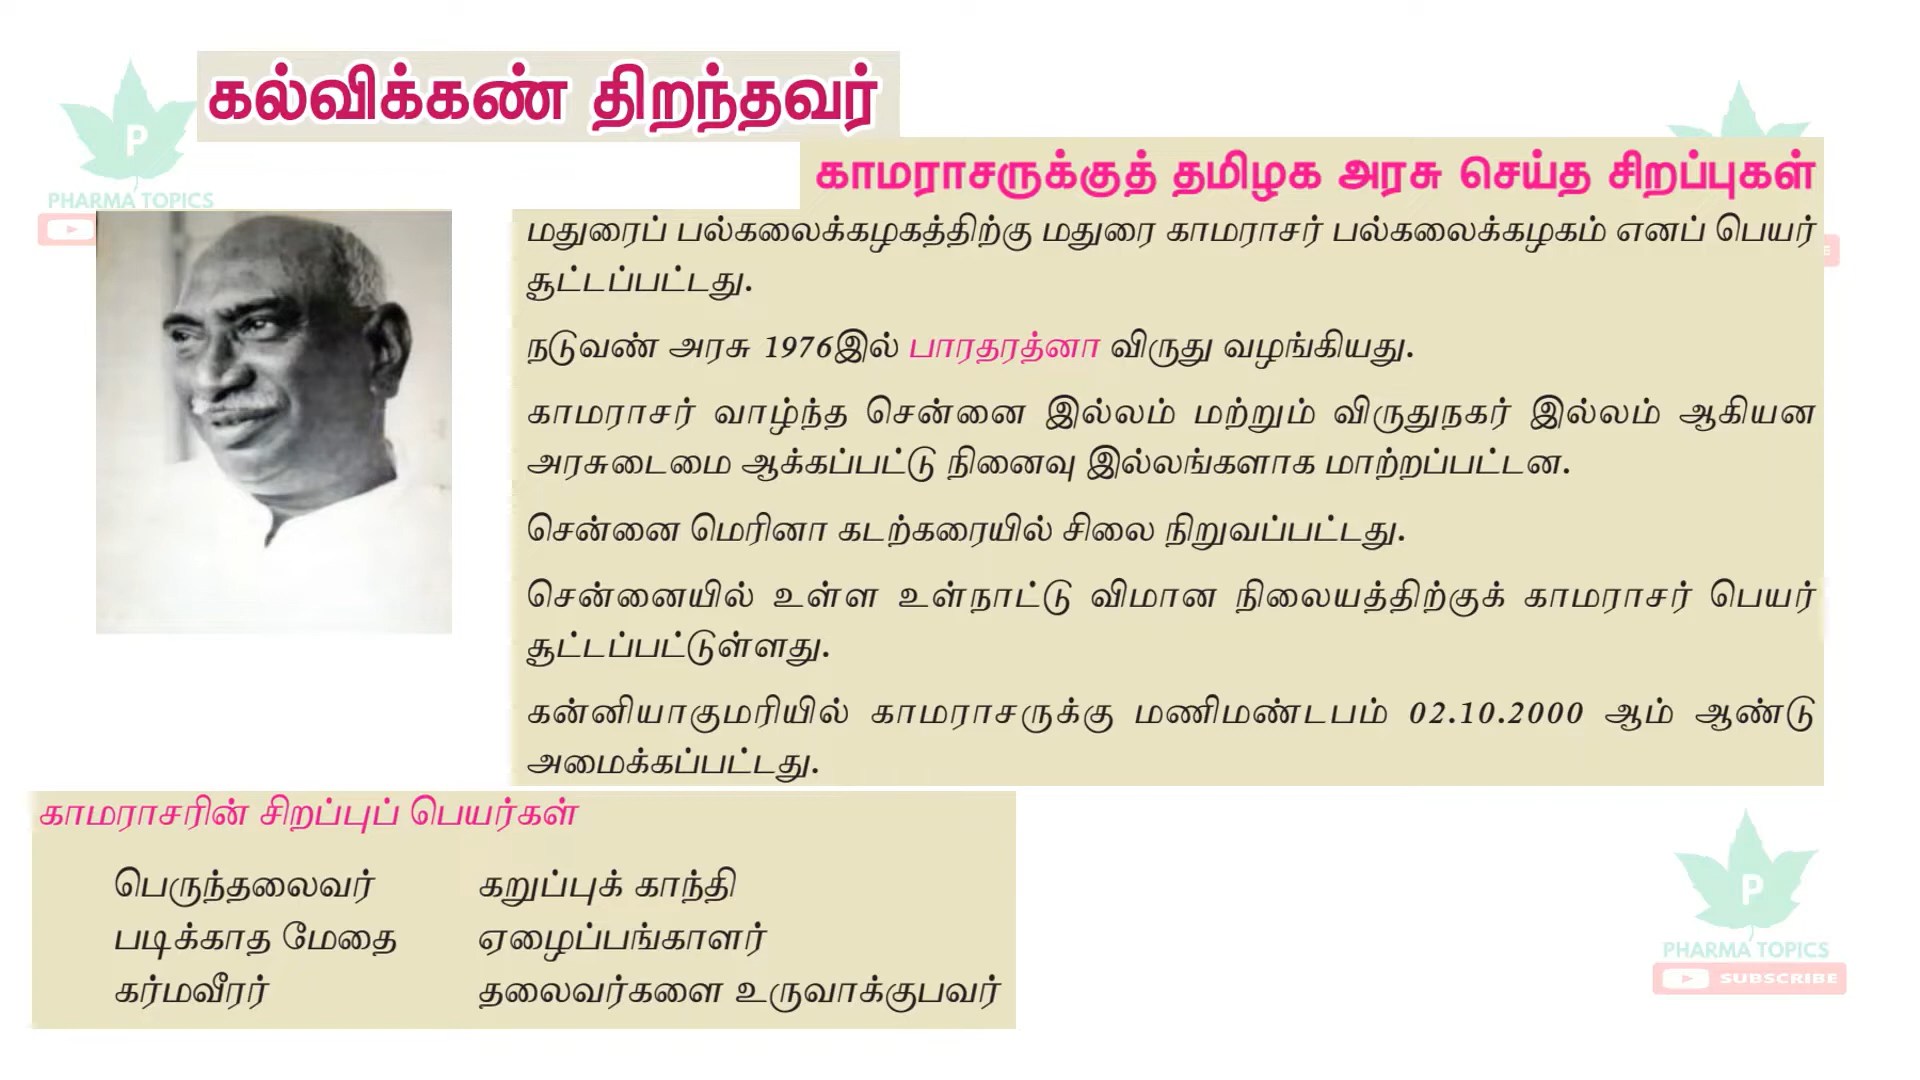 கல்விக்கண் திறந்தவர்
P
PHARMA TOPICS
காமராசருக்குத் தமிழக அரசு செய்த சிறப்புகள்
மதுரைப் பல்கலைக்கழகத்திற்கு மதுரை காமராசர் பல்கலைக்கழகம் எனப் பெயர்
சூட்டப்பட்டது.
நடுவண் அரசு 1976இல் பாரதரத்னா விருது வழங்கியது.
காமராசர் வாழ்ந்த சென்னை இல்லம் மற்றும் விருதுநகர் இல்லம் ஆகியன
அரசுடைமை ஆக்கப்பட்டு நினைவு இல்லங்களாக மாற்றப்பட்டன.
சென்னை மெரினா கடற்கரையில் சிலை நிறுவப்பட்டது.
சென்னையில் உள்ள உள்நாட்டு விமான நிலையத்திற்குக் காமராசர் பெயர்
சூட்டப்பட்டுள்ளது.
கன்னியாகுமரியில் காமராசருக்கு மணிமண்டபம் 02.10.2000 ஆம் ஆண்டு
அமைக்கப்பட்டது.
காமராசரின் சிறப்புப் பெயர்கள்
பெருந்தலைவர் கறுப்புக் காந்தி
படிக்காத மேதை ஏழைப்பங்காளர்
கர்மவீரர் தலைவர்களை உருவாக்குபவர்
P
PHARMA TOPICS
SUBSCRIBE